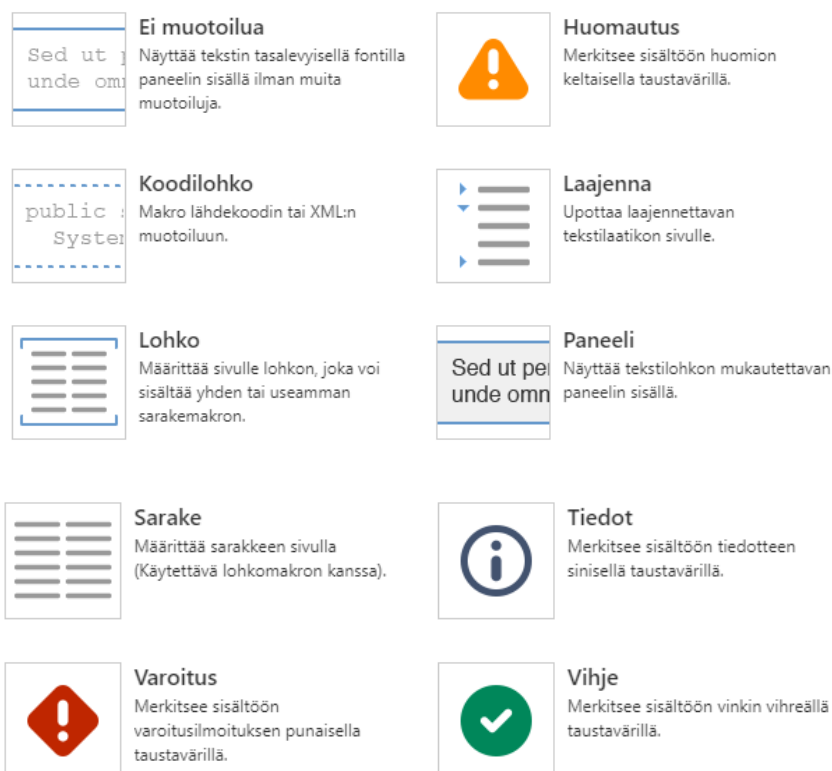 Sed ut p
unde omn
Ei muotoilua
Näyttää tekstin tasalevyisellä fontilla
paneelin sisällä ilman muita
muotoiluja.
Huomautus
Merkitsee sisältöön huomion
keltaisella taustavärillä.
public s
System
Koodilohko
Makro lähdekoodin tai XML:n
muotoiluun.
Laajenna
Upottaa laajennettavan
tekstilaatikon sivulle.
Lohko
Määrittää sivulle lohkon, joka voi
sisältää yhden tai useamman
sarakemakron.
Sed ut per
unde omn
Paneeli
Näyttää tekstilohkon mukautettavan
paneelin sisällä.
Sarake
Määrittää sarakkeen sivulla
(Käytettävä lohkomakron kanssa).
Tiedot
Merkitsee sisältöön tiedotteen
sinisellä taustavärillä.
Varoitus
Merkitsee sisältöön
varoitusilmoituksen punaisella
taustavärillä.
Vihje
Merkitsee sisältöön vinkin vihreällä
taustavärillä.